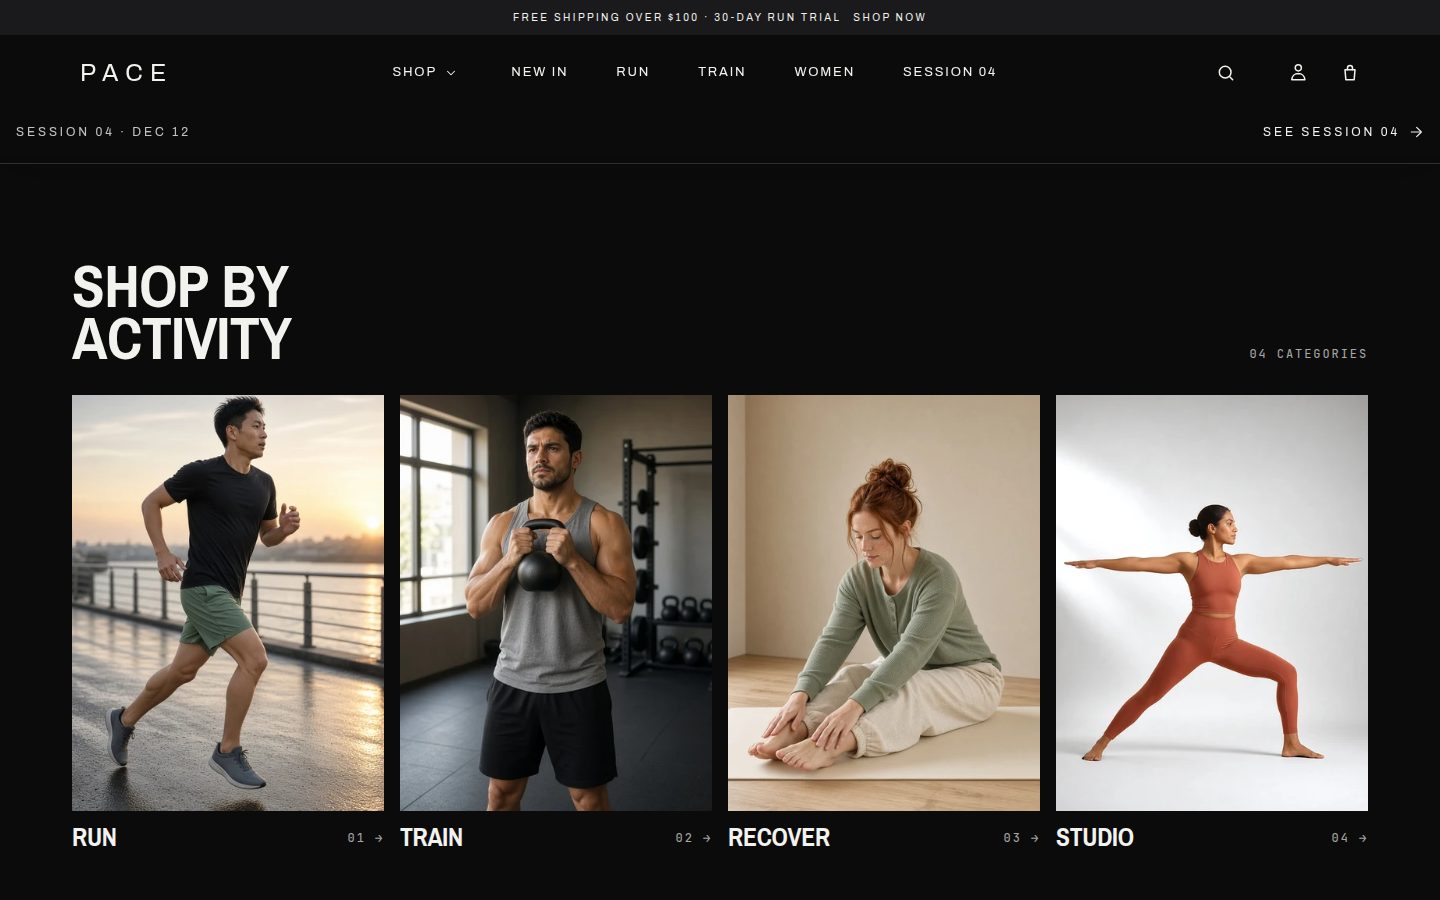 FREE SHIPPING OVER $100 · 30-DAY RUN TRIAL SHOP NOW
PACE
SHOP
NEW IN
RUN
TRAIN
WOMEN
SESSION 04
SESSION 04 · DEC 12
SEE SESSION 04 →
SHOP BY
ACTIVITY
04 CATEGORIES
RUN
01 →
TRAIN
02 →
RECOVER
03 →
STUDIO
04 →